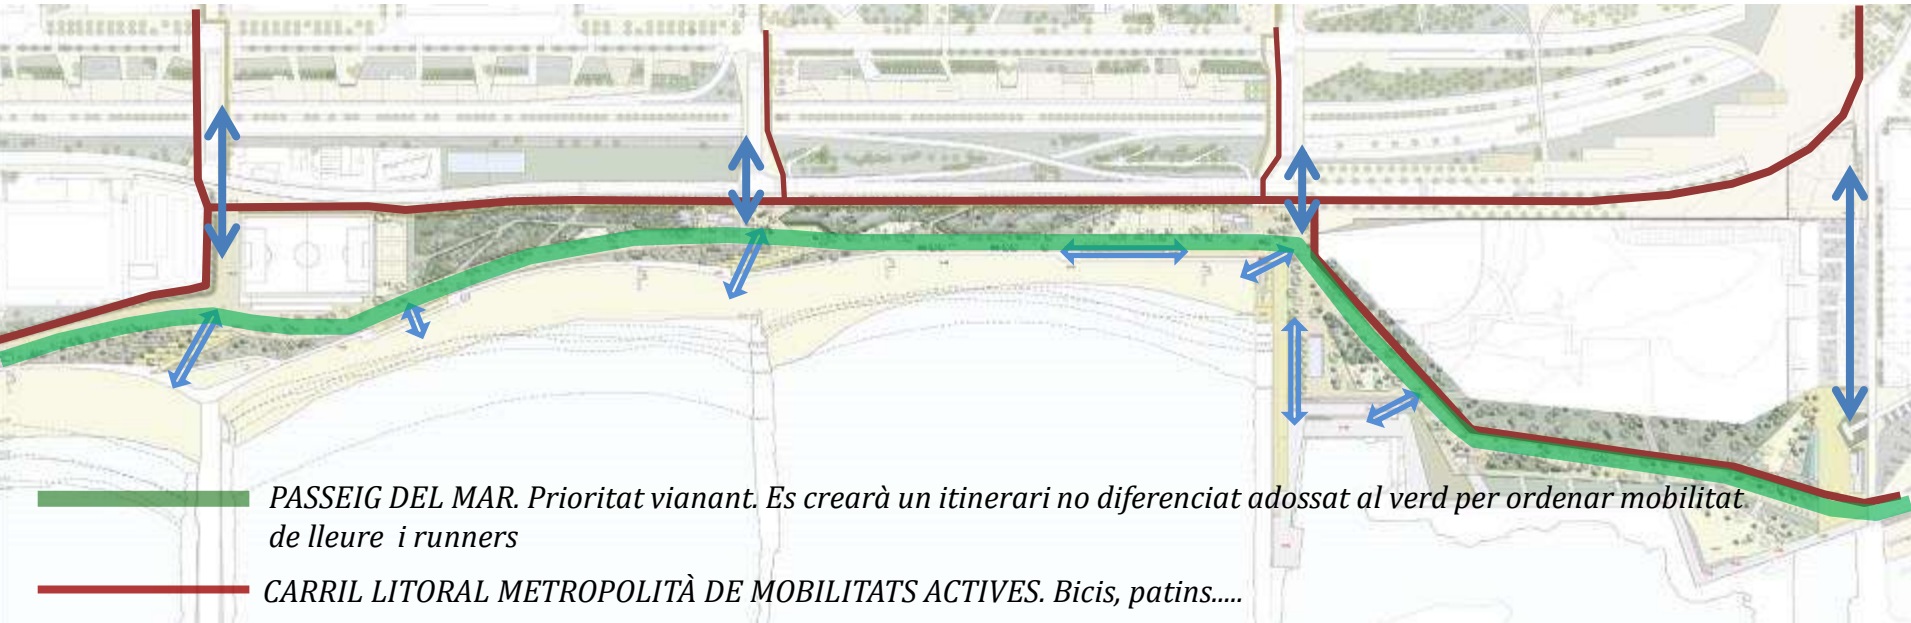 PASSEIG DEL MAR. Prioritat vianant. Es crearà un itinerari no diferenciat adossat al verd per ordenar mobilitat
de lleure i runners
CARRIL LITORAL METROPOLITÀ DE MOBILITATS ACTIVES. Bicis, patins.....